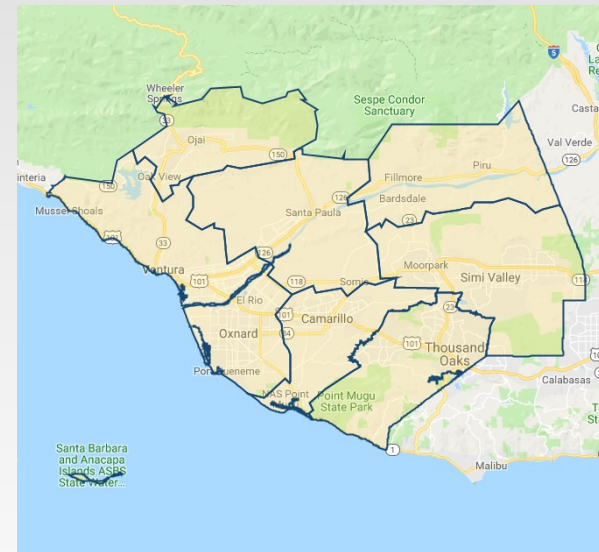 5
Wheeler
Springs
Sespe Condor
Sanctuary
33
Casta
Ojai
150
Val Verde
126
Piru
Fillmore
Oak View
150
Bardsdale
126
Mussel Shoals
Santa Paula
23
101
33
126
Moorpark
Simi Valley
Ventura
101
118
Somis
118
El Rio
101
Camarillo
23
Oxnard
34
101
Thousand
Oaks
101
Port Hueneme
Calabasas
NAS Point
Point Mugu
State Park
1
Malibu
Santa Barbara
and Anacapa
Islands ASBS
State Water...